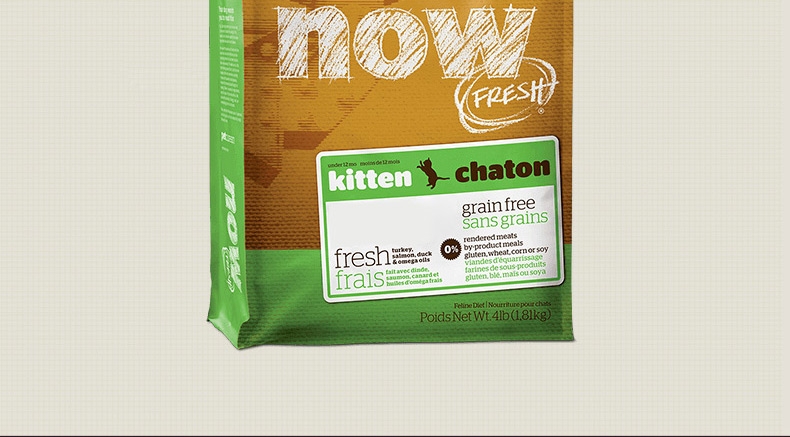 now
FRESH
®
under 12 mo moins de 12 mois
kitten chaton
grain free
sans grains
fresh turkey,
salmon, duck
& omega oils
frais fait avec dinde,
saumon, canard et
huiles d'oméga frais
0%
rendered meats
by-product meals
gluten, wheat, corn or soy
viandes d'équarrissage
farines de sous-produits
gluten, blé, maïs ou soya
Feline Diet | Nourriture pour chats
Poids Net Wt. 4lb (1,81kg)
now
FRESH